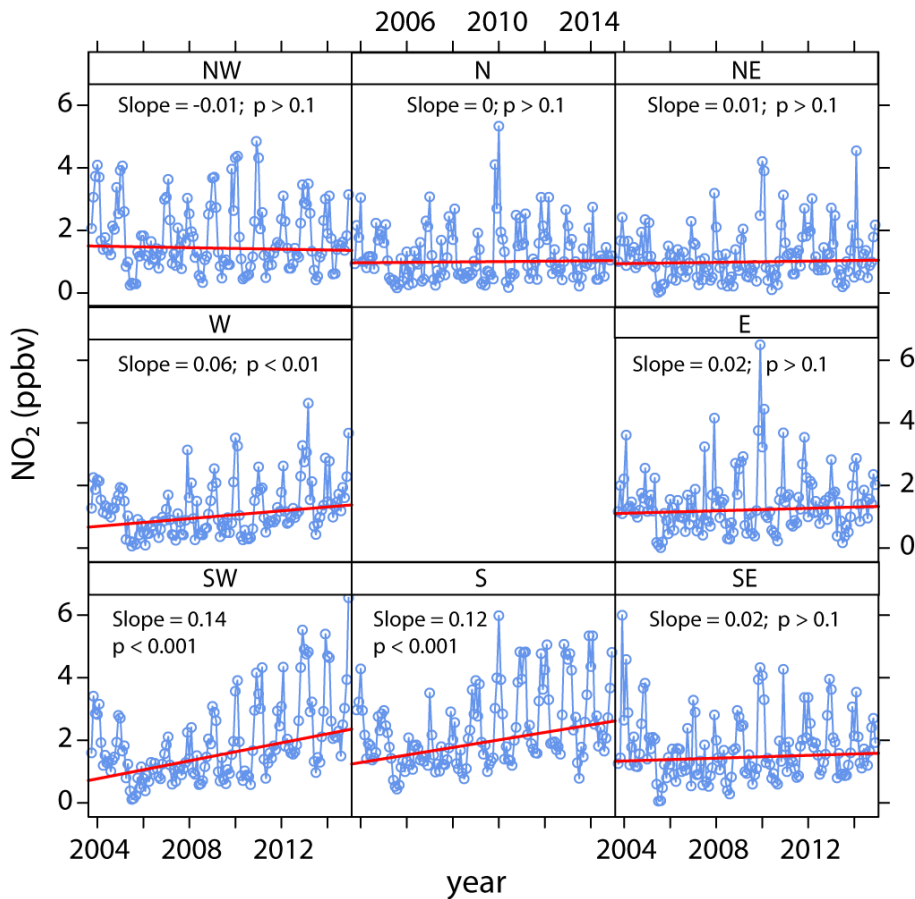 2006 2010 2014
NW N NE
Slope = -0.01; p > 0.1 Slope = 0; p > 0.1 Slope = 0.01; p > 0.1
6
4
2
0
W E
Slope = 0.06; p < 0.01 Slope = 0.02; p > 0.1
6
4
2
0
NO₂ (ppbv)
SW S SE
Slope = 0.14 Slope = 0.12 Slope = 0.02; p > 0.1
p < 0.001 p < 0.001
6
4
2
0
2004 2008 2012 2004 2008 2012
year